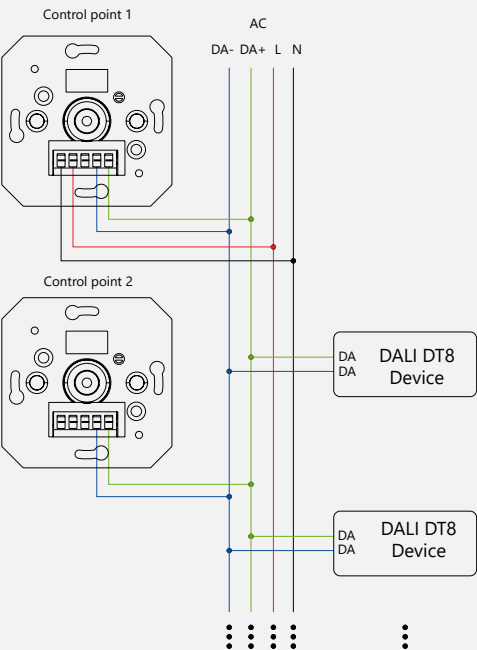 Control point 1
AC
DA- DA+ L N
Control point 2
DA
DA
DALI DT8
Device
DA
DA
DALI DT8
Device